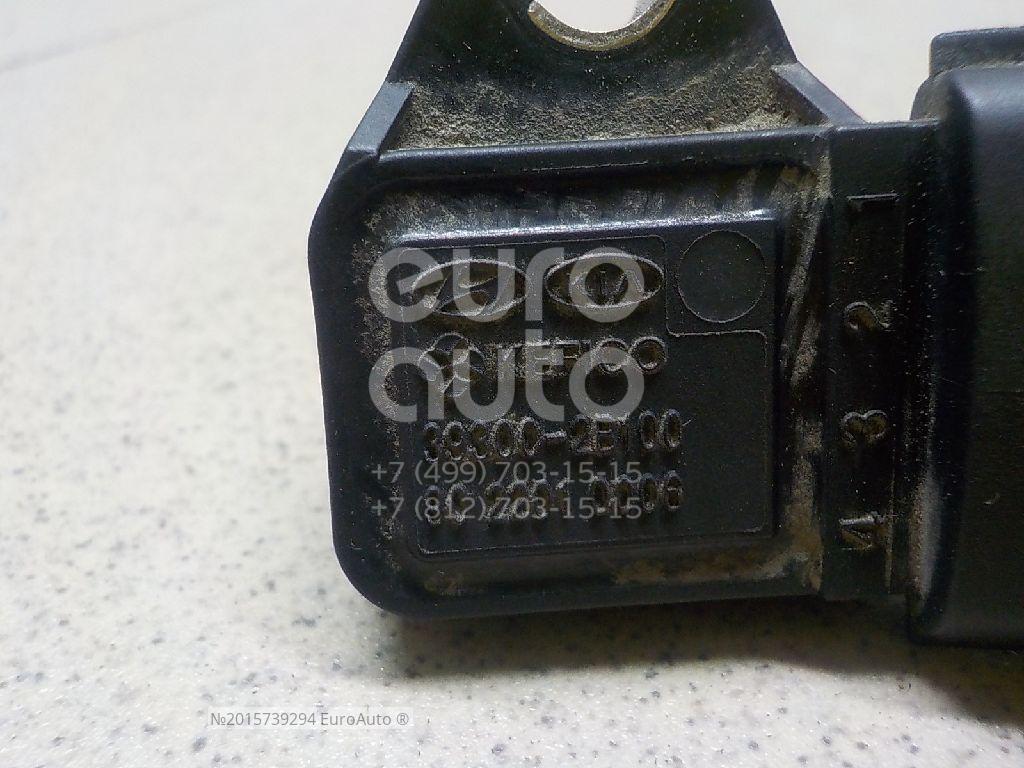 euro
auto
KEFICO
39300-2E100
+7 (499) 703-15-15
+7 (812) 703-15-15
1
2
3
4
№2015739294 EuroAuto ®